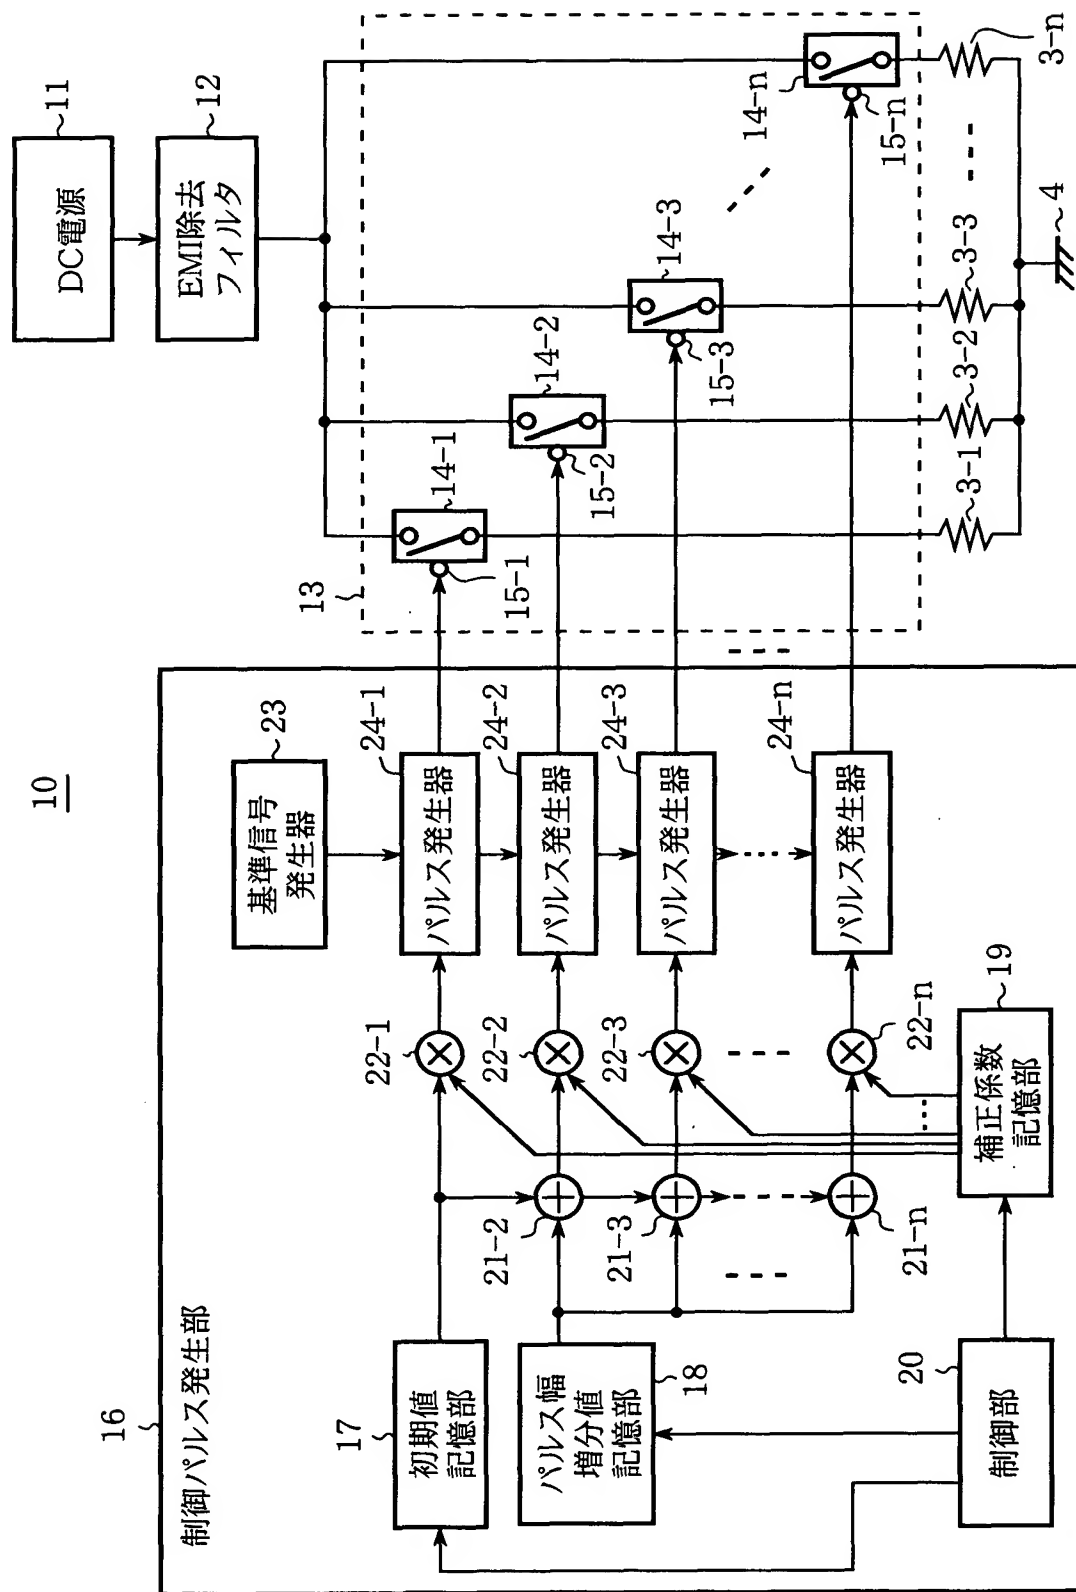 10
16
制御パルス発生部
17
初期値
記憶部
パルス幅
増分値
記憶部
18
20
制御部
19
補正係数
記憶部
21-2
21-3
21-n
22-1
22-2
22-3
22-n
23
基準信号
発生器
24-1
パルス発生器
24-2
パルス発生器
24-3
パルス発生器
24-n
パルス発生器
11
DC電源
12
EMI除去
フィルタ
13
14-1
14-2
14-3
14-n
15-1
15-2
15-3
15-n
3-1
3-2
3-3
3-n
4